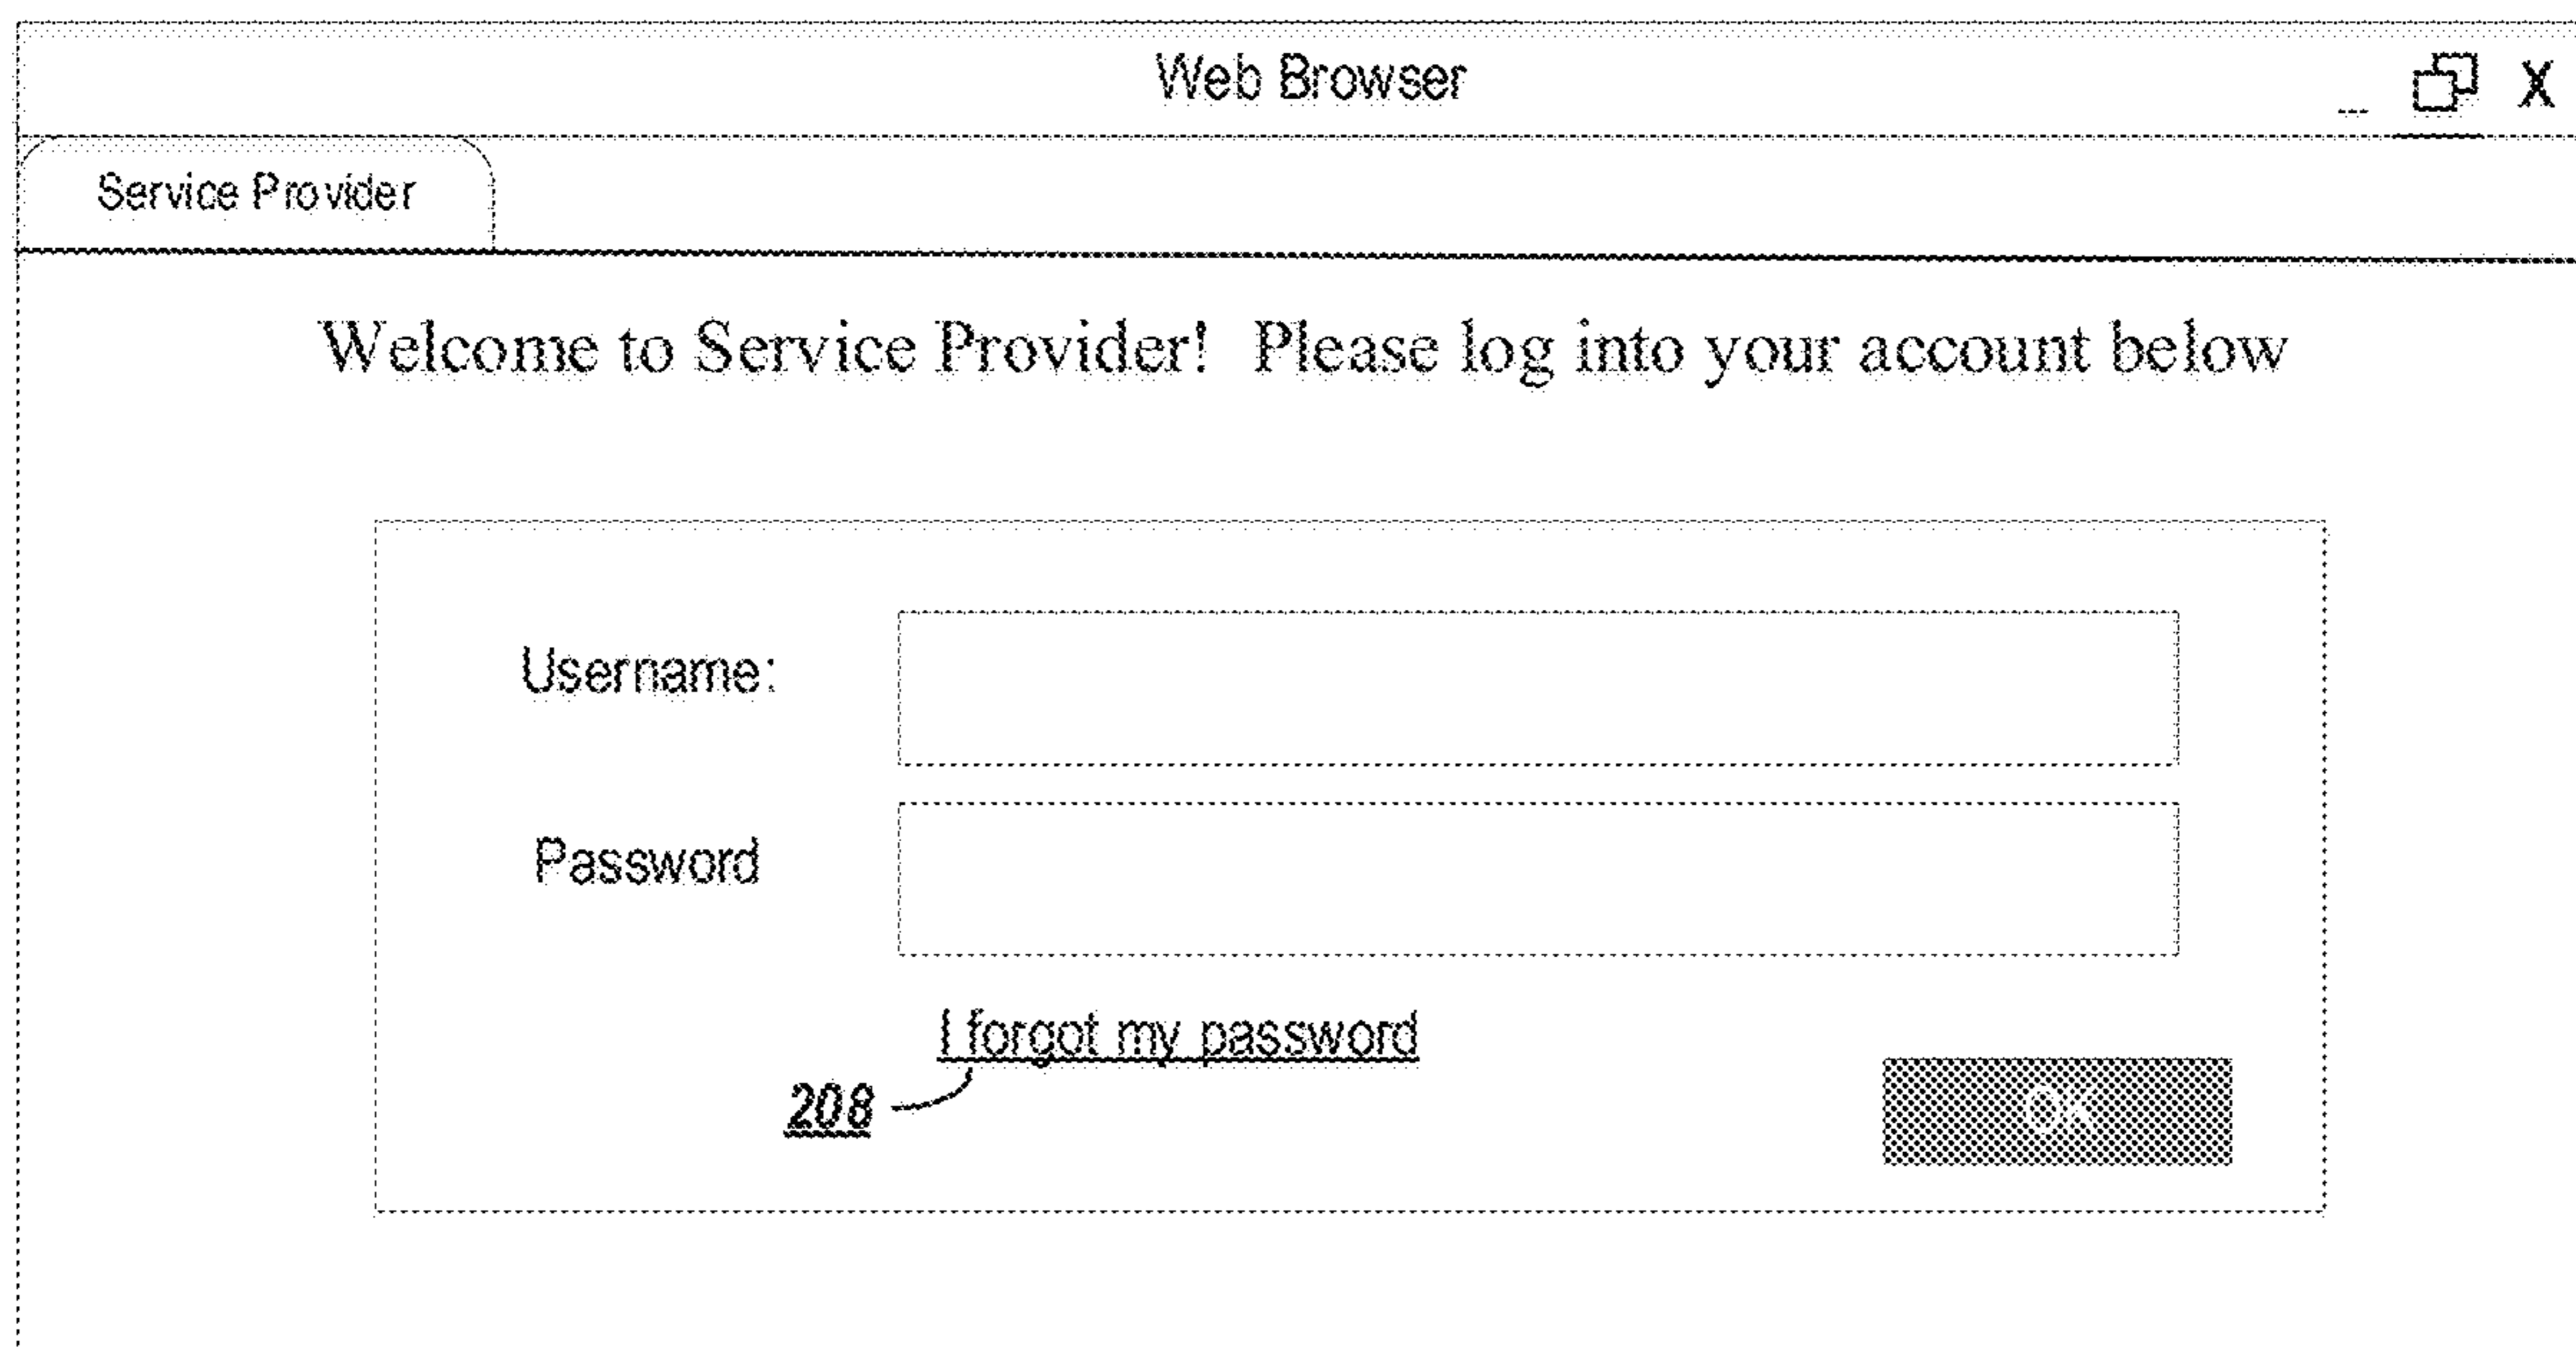 Web Browser _ X
Service Provider
Welcome to Service Provider! Please log into your account below
Username:
Password
I forgot my password
208
OK